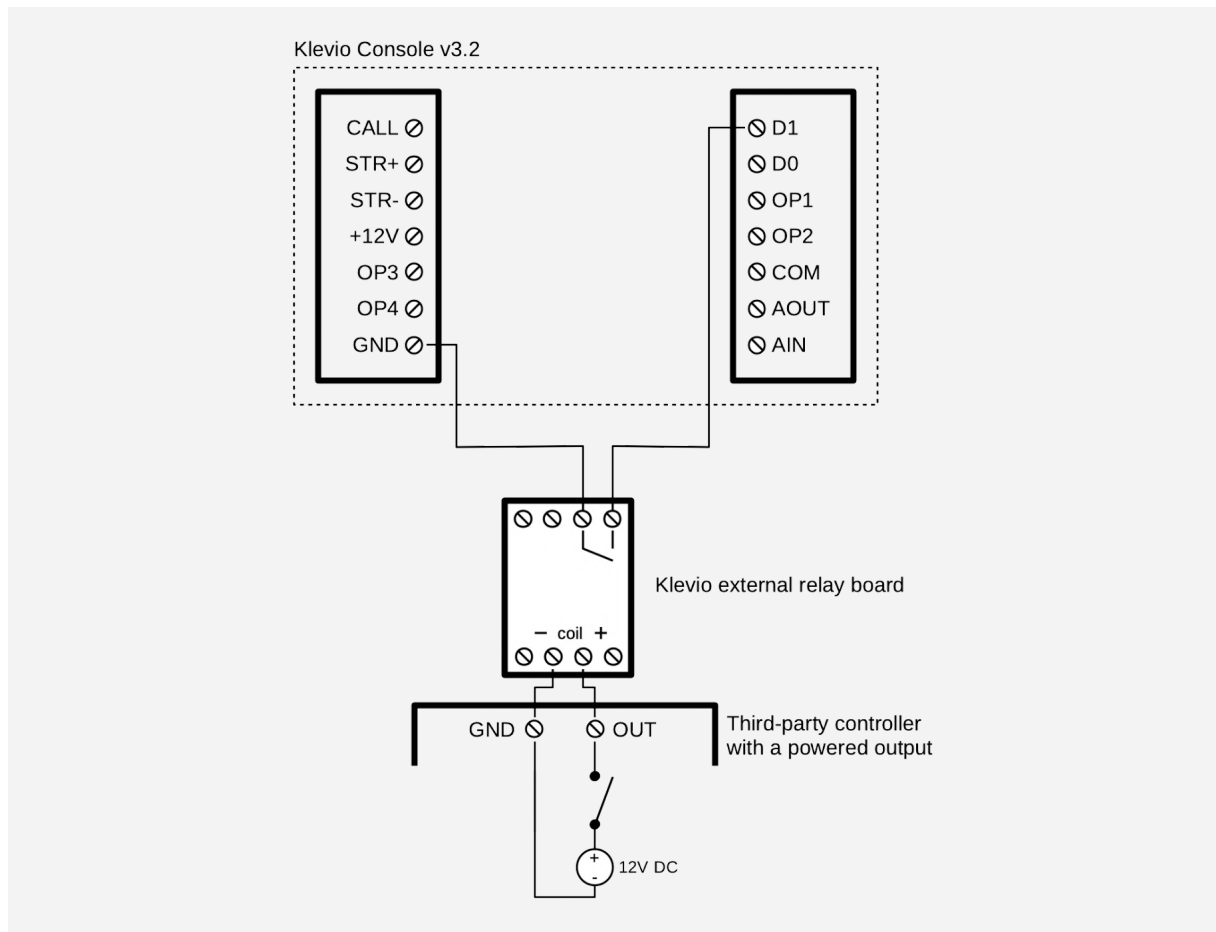 Klevio Console v3.2
CALL
STR+
STR-
+12V
OP3
OP4
GND
D1
D0
OP1
OP2
COM
AOUT
AIN
Klevio external relay board
− coil +
GND
OUT
Third-party controller
with a powered output
+
-
12V DC